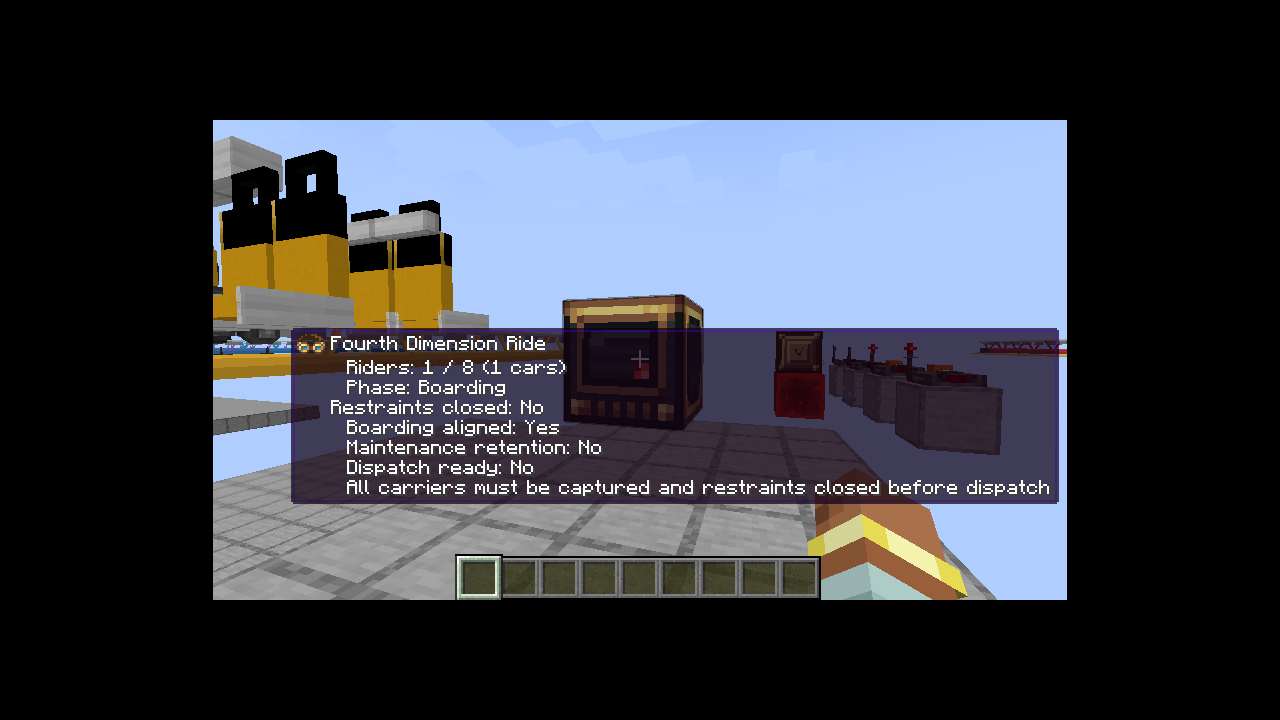 Fourth Dimension Ride
Riders: 1 / 8 (1 cars)
Phase: Boarding
Restraints closed: No
Boarding aligned: Yes
Maintenance retention: No
Dispatch ready: No
All carriers must be captured and restraints closed before dispatch